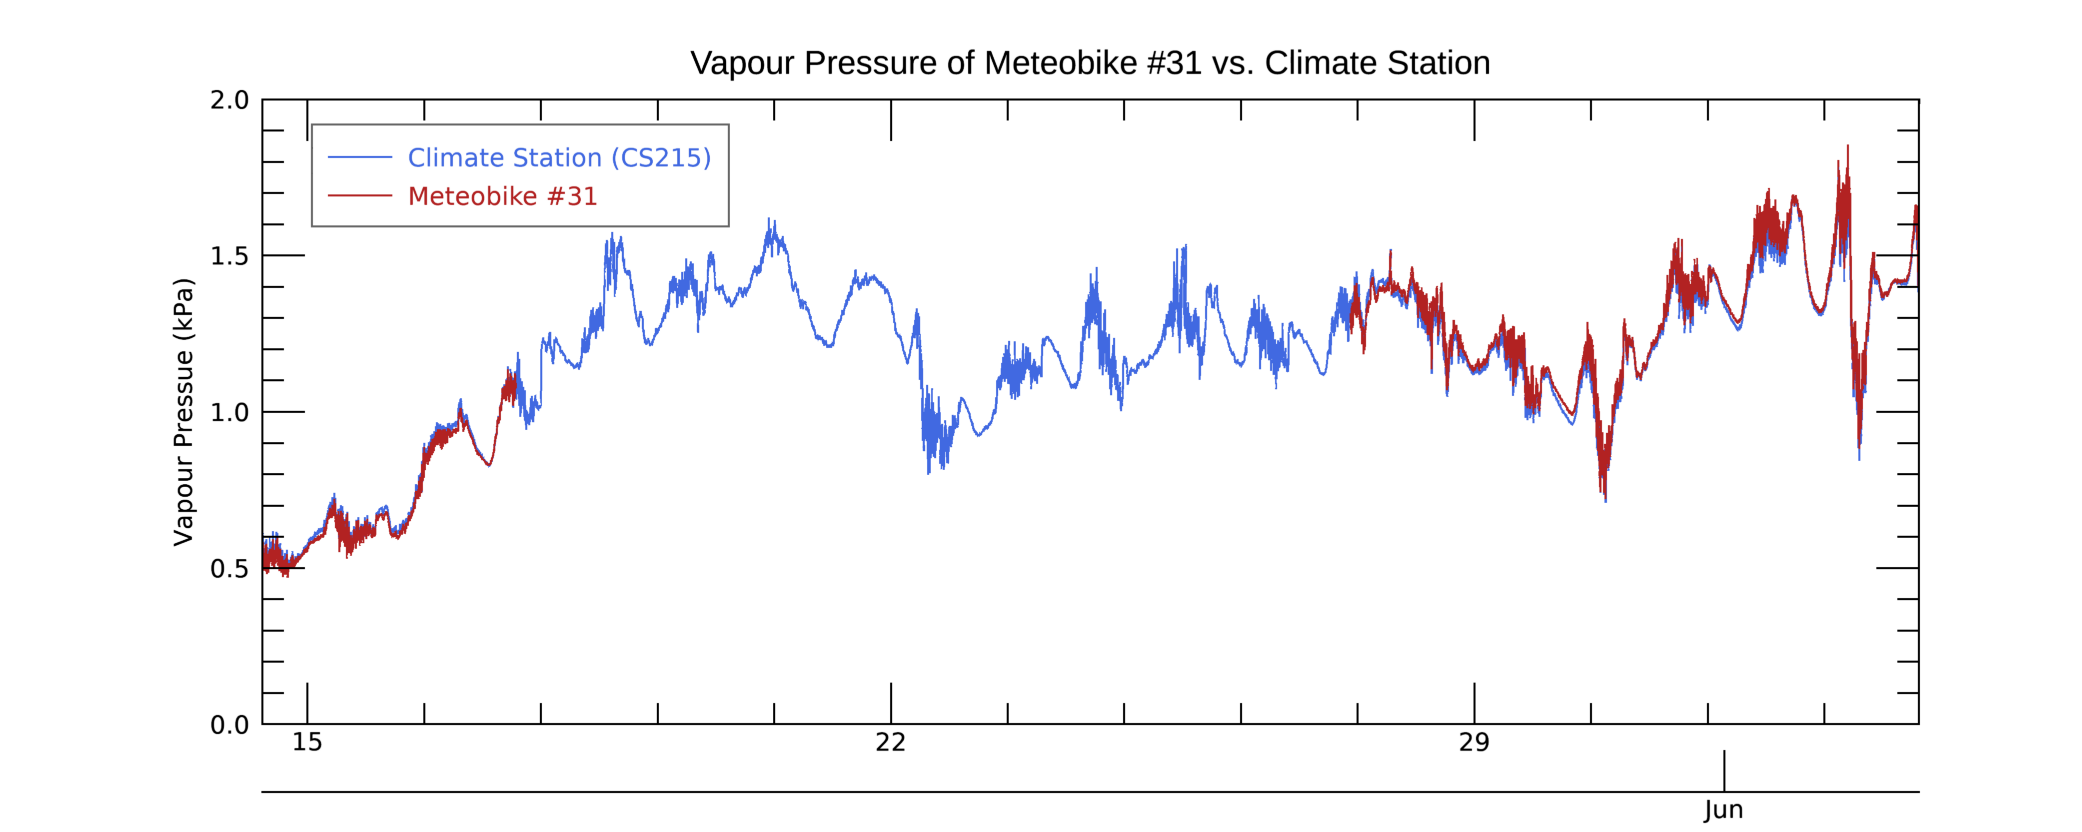 Vapour Pressure of Meteobike #31 vs. Climate Station
2.0
Climate Station (CS215)
Meteobike #31
1.5
1.0
0.5
0.0
Vapour Pressue (kPa)
15 22 29
Jun